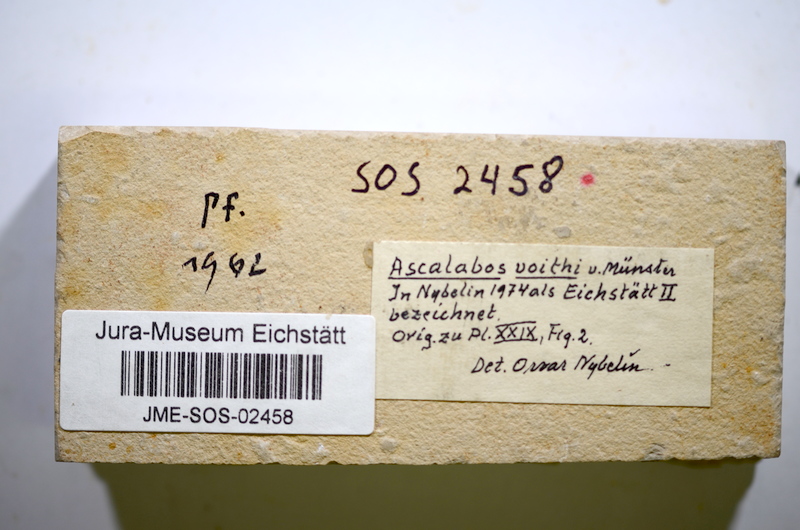 SOS 2458
Pf.
1962
Ascalabos voithi v. Münster
In Nybelin 1974 als Eichstätt II
bezeichnet.
Orig. zu Pl. XXIX, Fig. 2.
Det. Orvar Nybelin
Jura-Museum Eichstätt
JME-SOS-02458